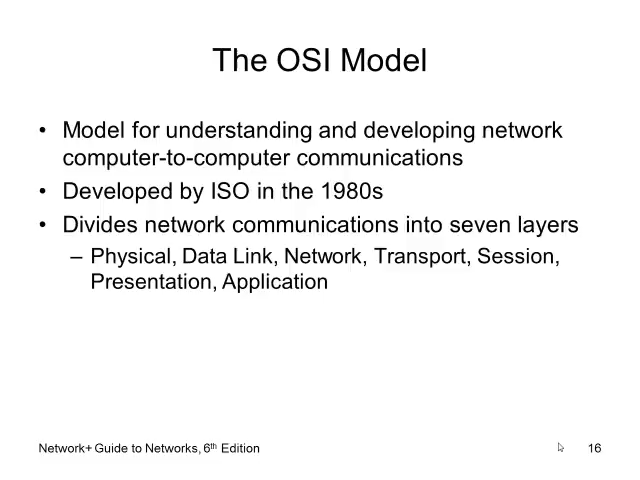 The OSI Model
• Model for understanding and developing network
computer-to-computer communications
• Developed by ISO in the 1980s
• Divides network communications into seven layers
– Physical, Data Link, Network, Transport, Session,
Presentation, Application
Network+ Guide to Networks, 6th Edition
16